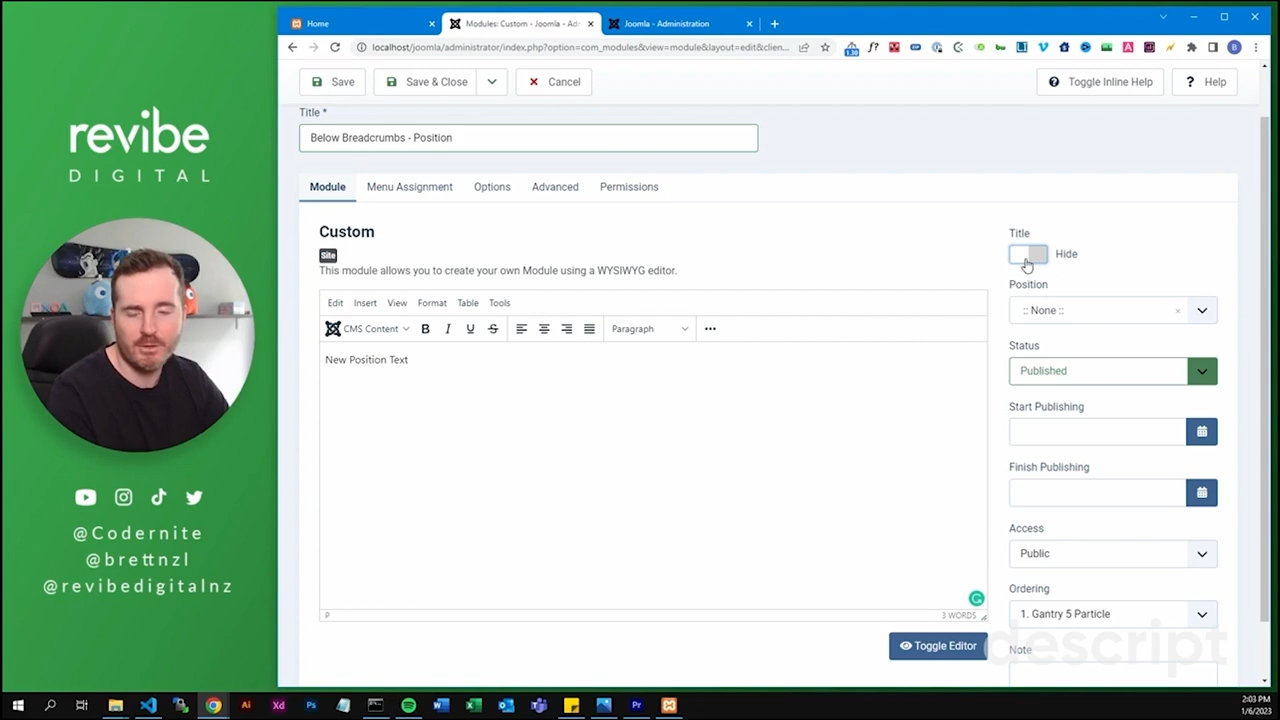 Home
Modules: Custom - Joomla - Ad
Joomla - Administration
localhost/joomla/administrator/index.php?option=com_modules&view=module&layout=edit&clien...
Save
Save & Close
Cancel
Toggle Inline Help
Help
Title *
Below Breadcrumbs - Position
Module
Menu Assignment
Options
Advanced
Permissions
Custom
Site
This module allows you to create your own Module using a WYSIWYG editor.
Edit
Insert
View
Format
Table
Tools
CMS Content
B
I
U
S
Paragraph
New Position Text
P
3 WORDS
Toggle Editor
Title
Hide
Position
:: None ::
Status
Published
Start Publishing
Finish Publishing
Access
Public
Ordering
1. Gantry 5 Particle
Note
descript
revibe
DIGITAL
@Codernite
@brettnzl
@revibedigitalnz
2:03 PM
1/6/2023